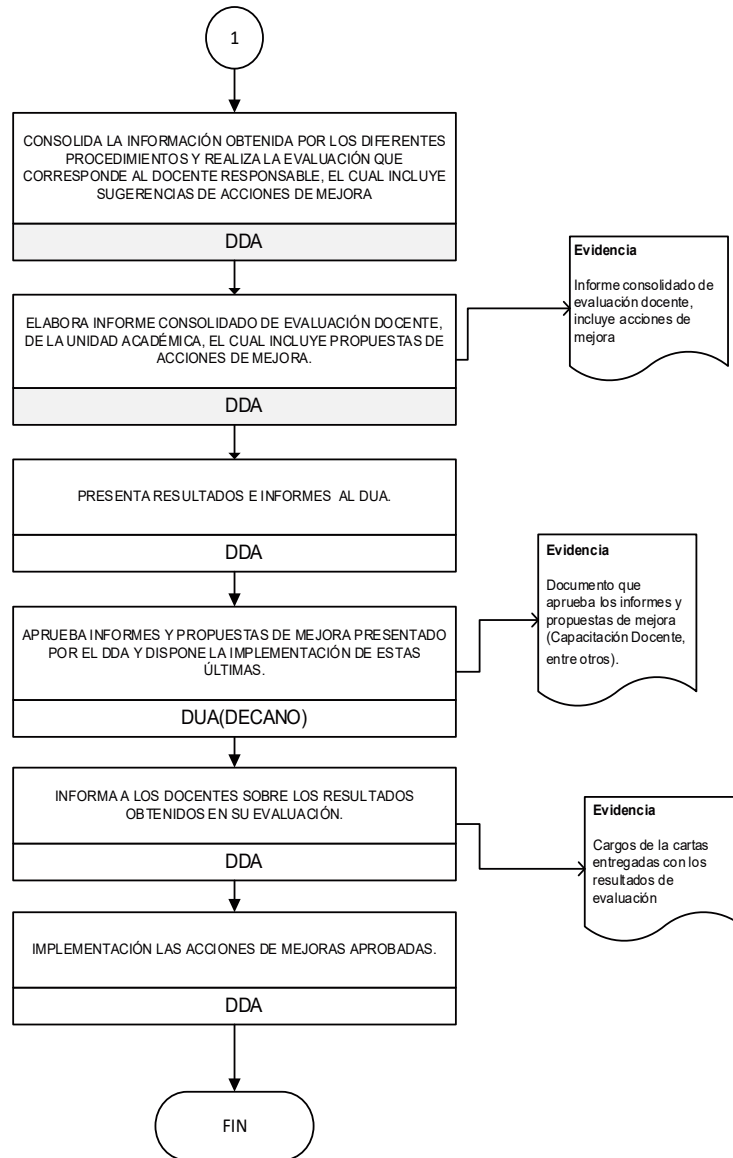 1
CONSOLIDA LA INFORMACIÓN OBTENIDA POR LOS DIFERENTES
PROCEDIMIENTOS Y REALIZA LA EVALUACIÓN QUE
CORRESPONDE AL DOCENTE RESPONSABLE, EL CUAL INCLUYE
SUGERENCIAS DE ACCIONES DE MEJORA
DDA
ELABORA INFORME CONSOLIDADO DE EVALUACIÓN DOCENTE,
DE LA UNIDAD ACADÉMICA, EL CUAL INCLUYE PROPUESTAS DE
ACCIONES DE MEJORA.
DDA
Evidencia
Informe consolidado de
evaluación docente,
incluye acciones de
mejora
PRESENTA RESULTADOS E INFORMES AL DUA.
DDA
APRUEBA INFORMES Y PROPUESTAS DE MEJORA PRESENTADO
POR EL DDA Y DISPONE LA IMPLEMENTACIÓN DE ESTAS
ÚLTIMAS.
DUA(DECANO)
Evidencia
Documento que
aprueba los informes y
propuestas de mejora
(Capacitación Docente,
entre otros).
INFORMA A LOS DOCENTES SOBRE LOS RESULTADOS
OBTENIDOS EN SU EVALUACIÓN.
DDA
Evidencia
Cargos de la cartas
entregadas con los
resultados de
evaluación
IMPLEMENTACIÓN LAS ACCIONES DE MEJORAS APROBADAS.
DDA
FIN